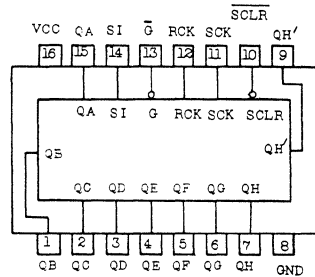 SCLR
VCC QA SI G RCK SCK QH'
16 15 14 13 12 11 10 9
QA SI G RCK SCK SCLR
QB QH'
QC QD QE QF QG QH
1 2 3 4 5 6 7 8
QB QC QD QE QF QG QH GND